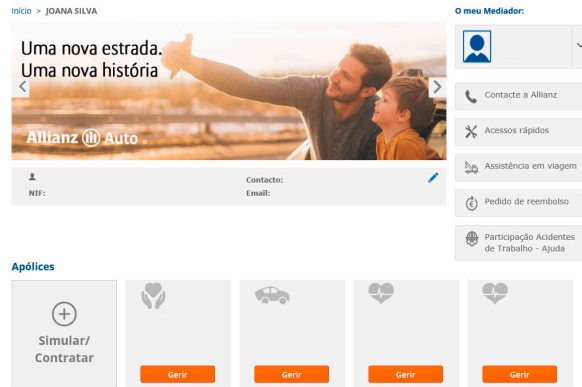 Início > JOANA SILVA
O meu Mediador:
Uma nova estrada.
Uma nova história
Allianz Auto
Contacte a Allianz
Acessos rápidos
Assistência em viagem
Pedido de reembolso
Participação Acidentes
de Trabalho - Ajuda
Contacto:
NIF:
Email:
Apólices
Simular/
Contratar
Gerir
Gerir
Gerir
Gerir